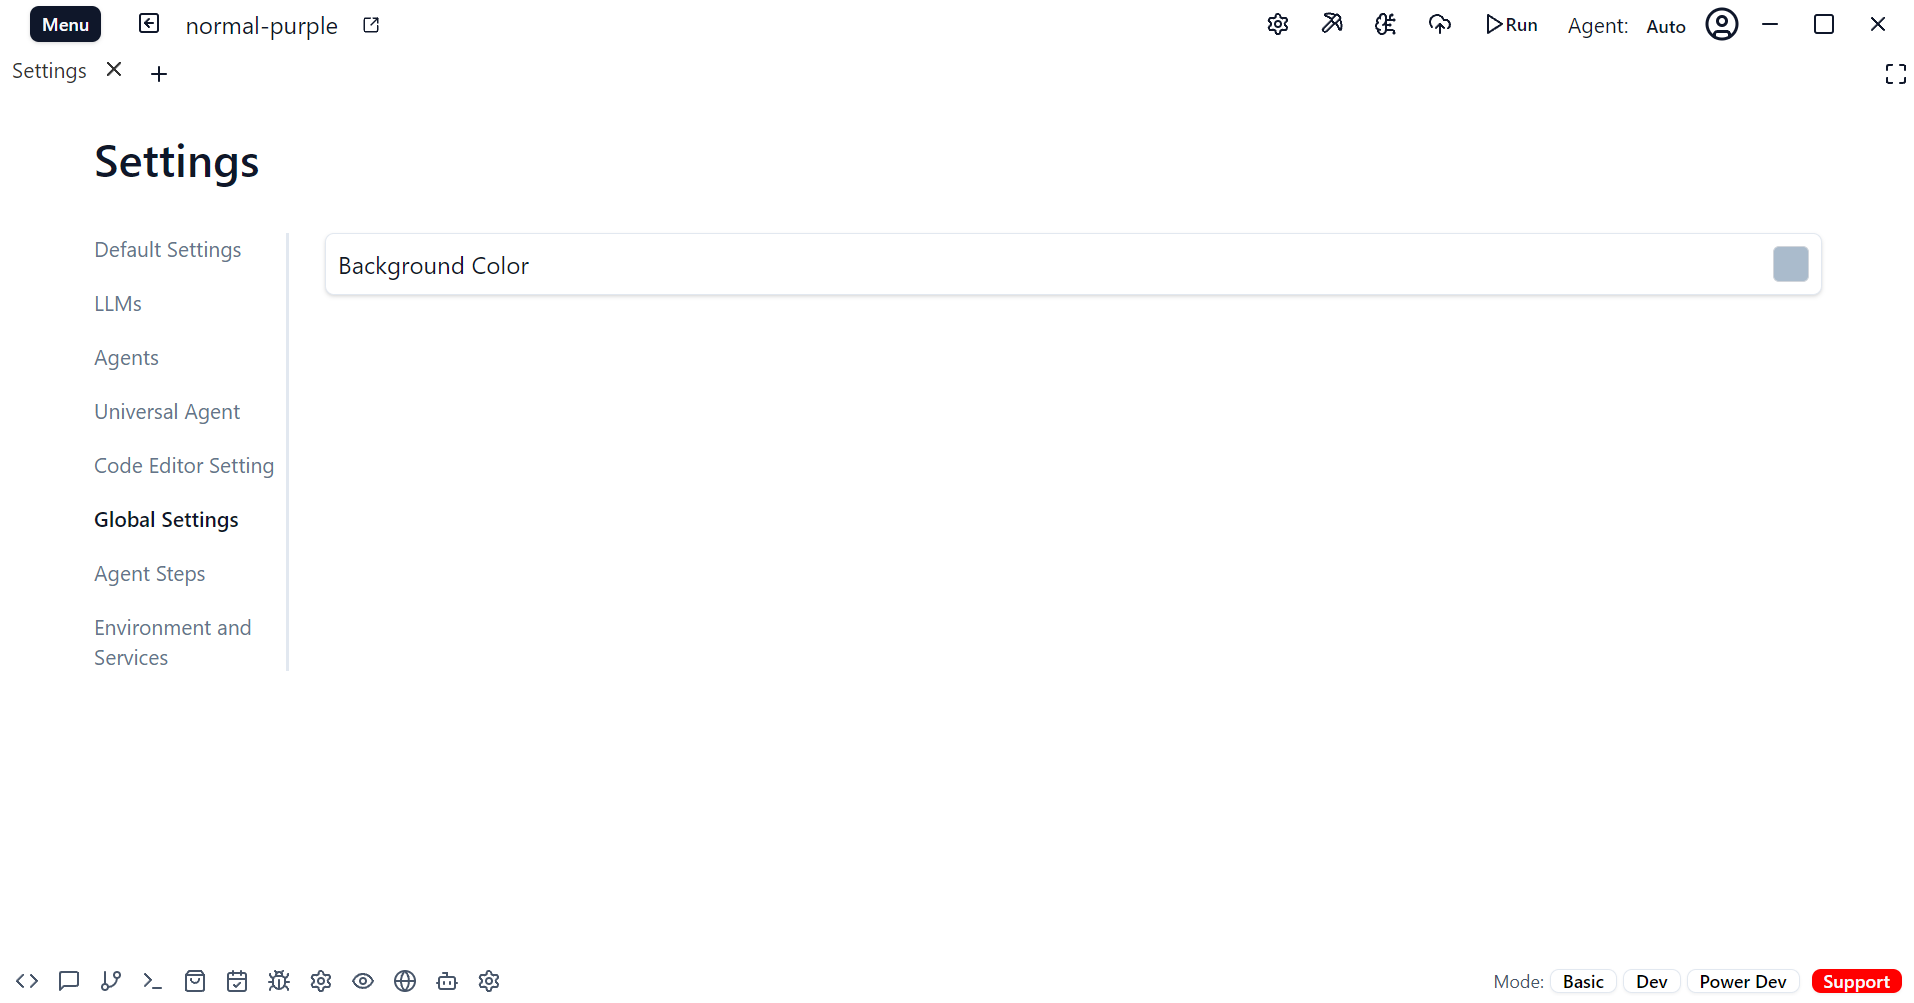 Menu normal-purple Run Agent: Auto
Settings
Settings
Default Settings
LLMs
Agents
Universal Agent
Code Editor Setting
Global Settings
Agent Steps
Environment and
Services
Background Color
Mode: Basic Dev Power Dev Support